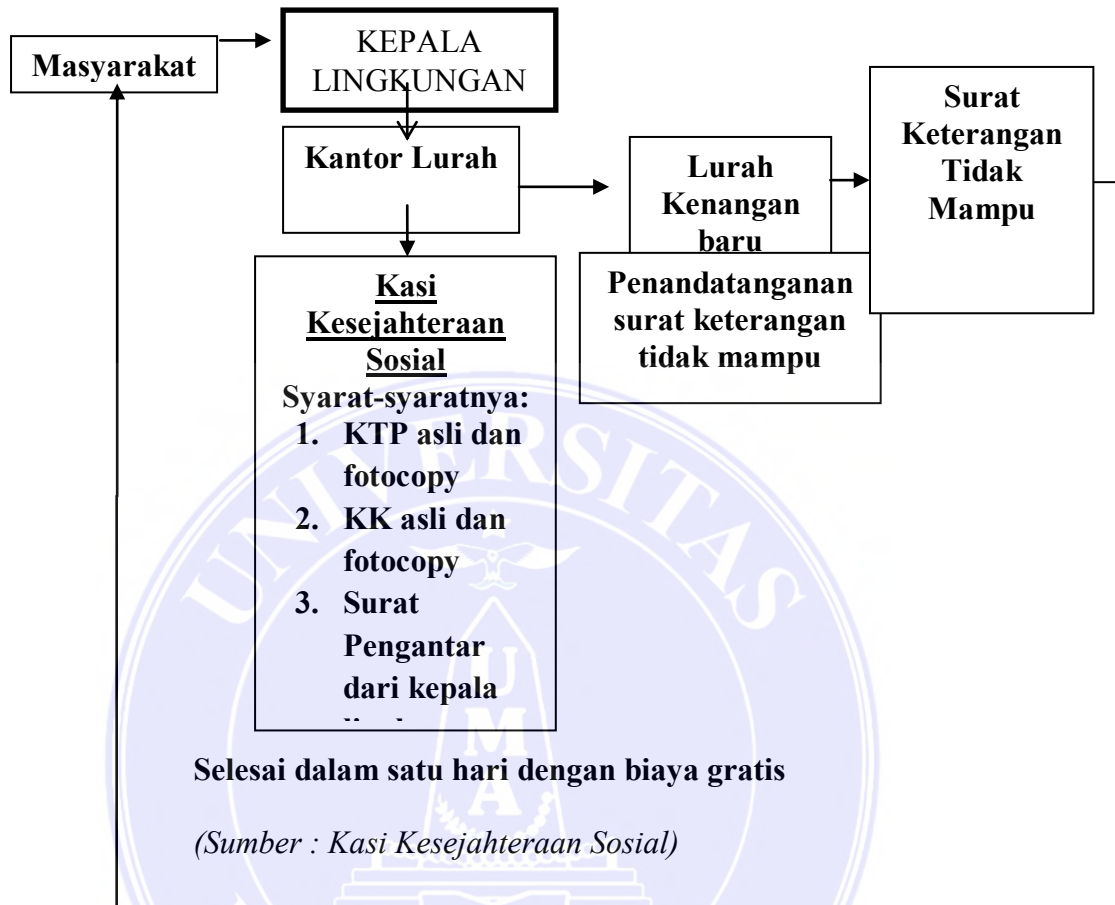 Masyarakat
KEPALA
LINGKUNGAN
Kantor Lurah
Lurah
Kenangan
baru
Surat
Keterangan
Tidak
Mampu
Penandatanganan
surat keterangan
tidak mampu
Kasi
Kesejahteraan
Sosial
Syarat-syaratnya:
1. KTP asli dan
fotocopy
2. KK asli dan
fotocopy
3. Surat
Pengantar
dari kepala
Selesai dalam satu hari dengan biaya gratis
(Sumber : Kasi Kesejahteraan Sosial)
UNIVERSITAS
UMA